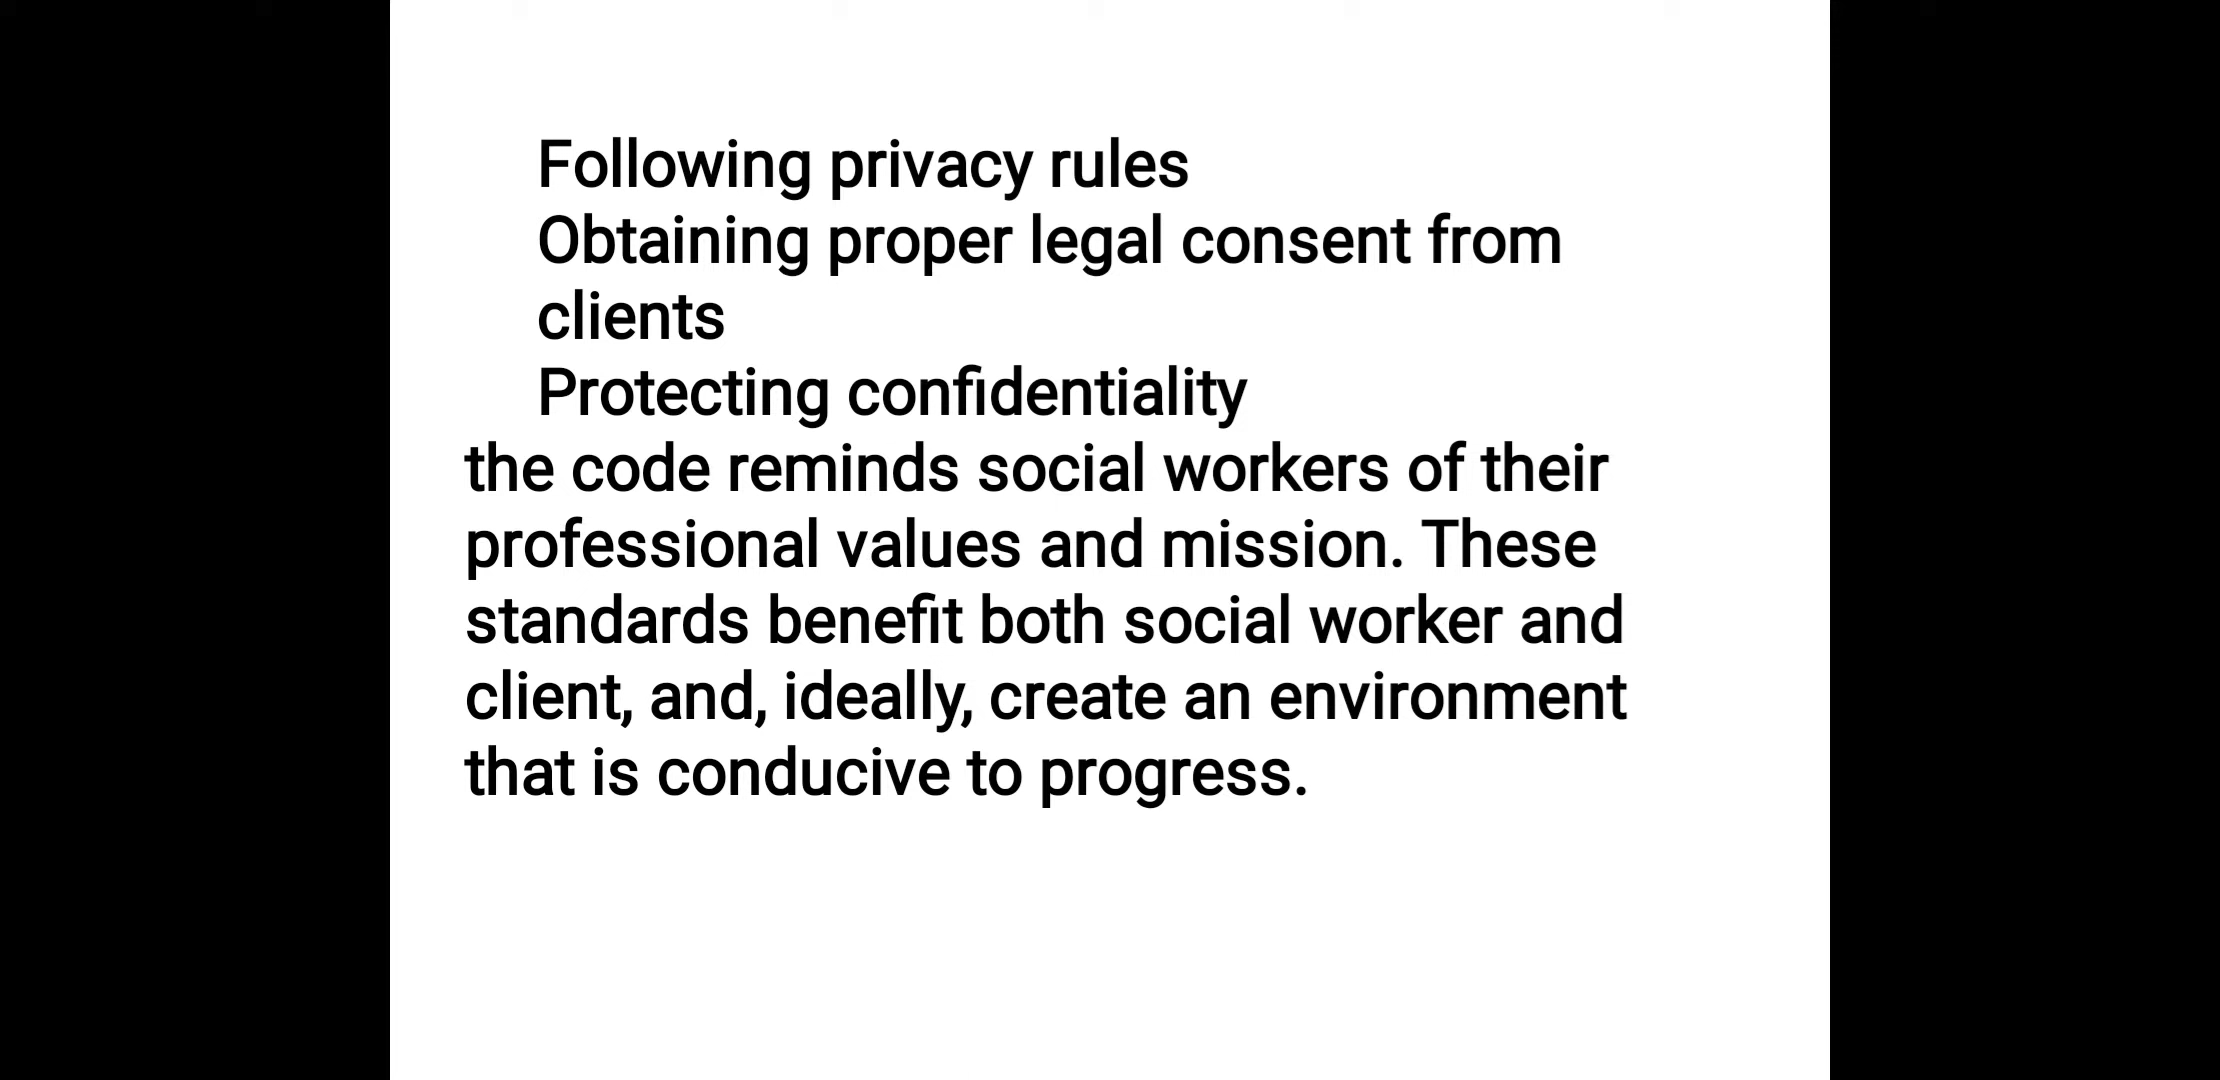 Following privacy rules
Obtaining proper legal consent from
clients
Protecting confidentiality
the code reminds social workers of their
professional values and mission. These
standards benefit both social worker and
client, and, ideally, create an environment
that is conducive to progress.